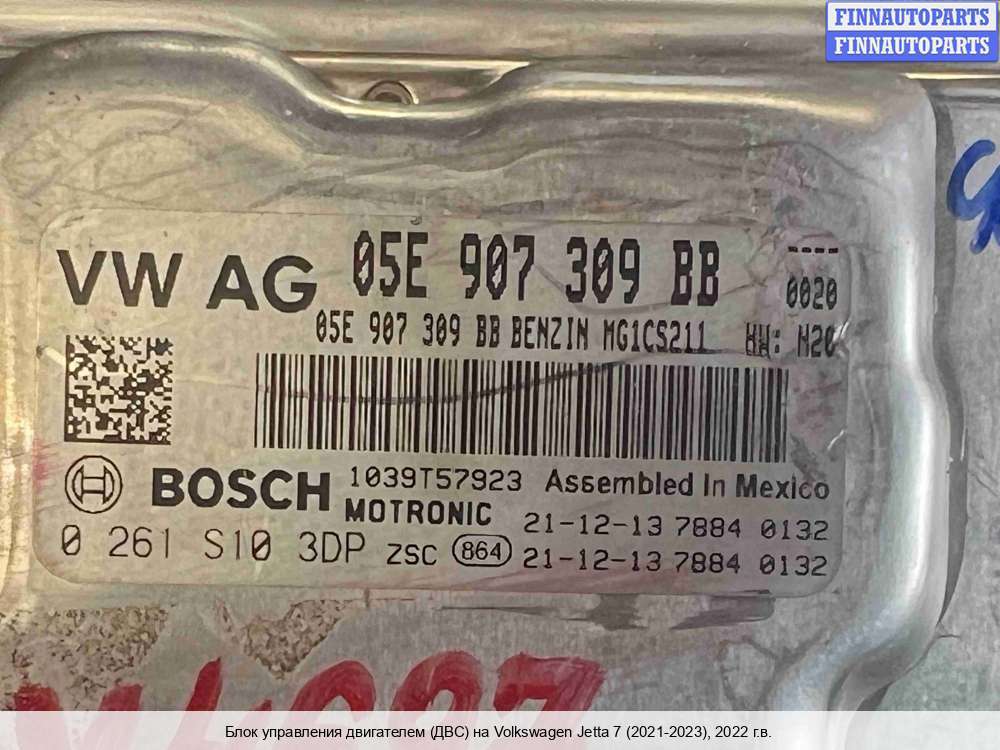 FINNAUTOPARTS
FINNAUTOPARTS
VW AG 05E 907 309 BB ---
0020
05E 907 309 BB BENZIN MG1CS211 HW: H20
BOSCH 1039T57923 Assembled In Mexico
MOTRONIC 21-12-13 7884 0132
0 261 S10 3DP ZSC 864 21-12-13 7884 0132
Блок управления двигателем (ДВС) на Volkswagen Jetta 7 (2021-2023), 2022 г.в.